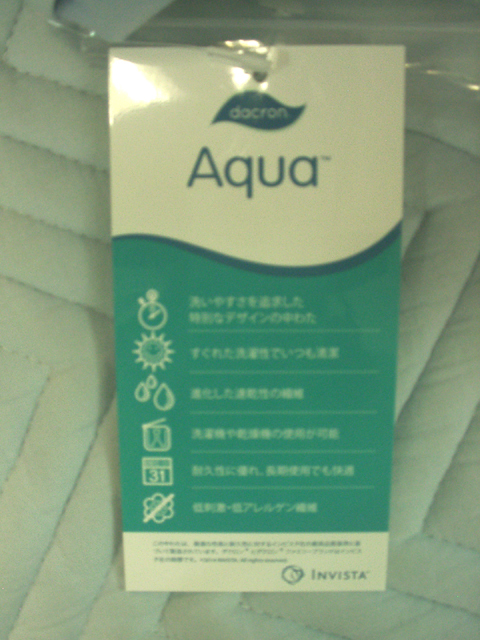 dacron
Aqua™
洗いやすさを追求した
特別なデザインの中わた
すぐれた洗濯性でいつも清潔
進化した速乾性の繊維
洗濯機や乾燥機の使用が可能
31
耐久性に優れ、長期使用でも快適
低刺激・低アレルゲン繊維
INVISTA™